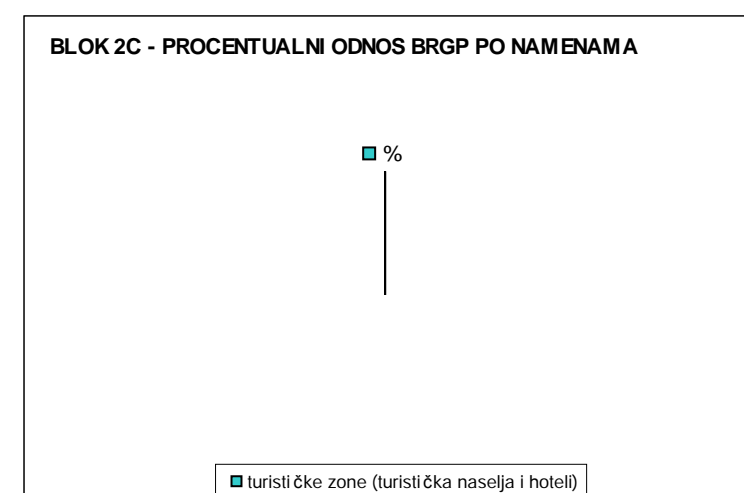 BLOK 2C - PROCENTUALNI ODNOS BRGP PO NAMENAMA
%
turističke zone (turistička naselja i hoteli)